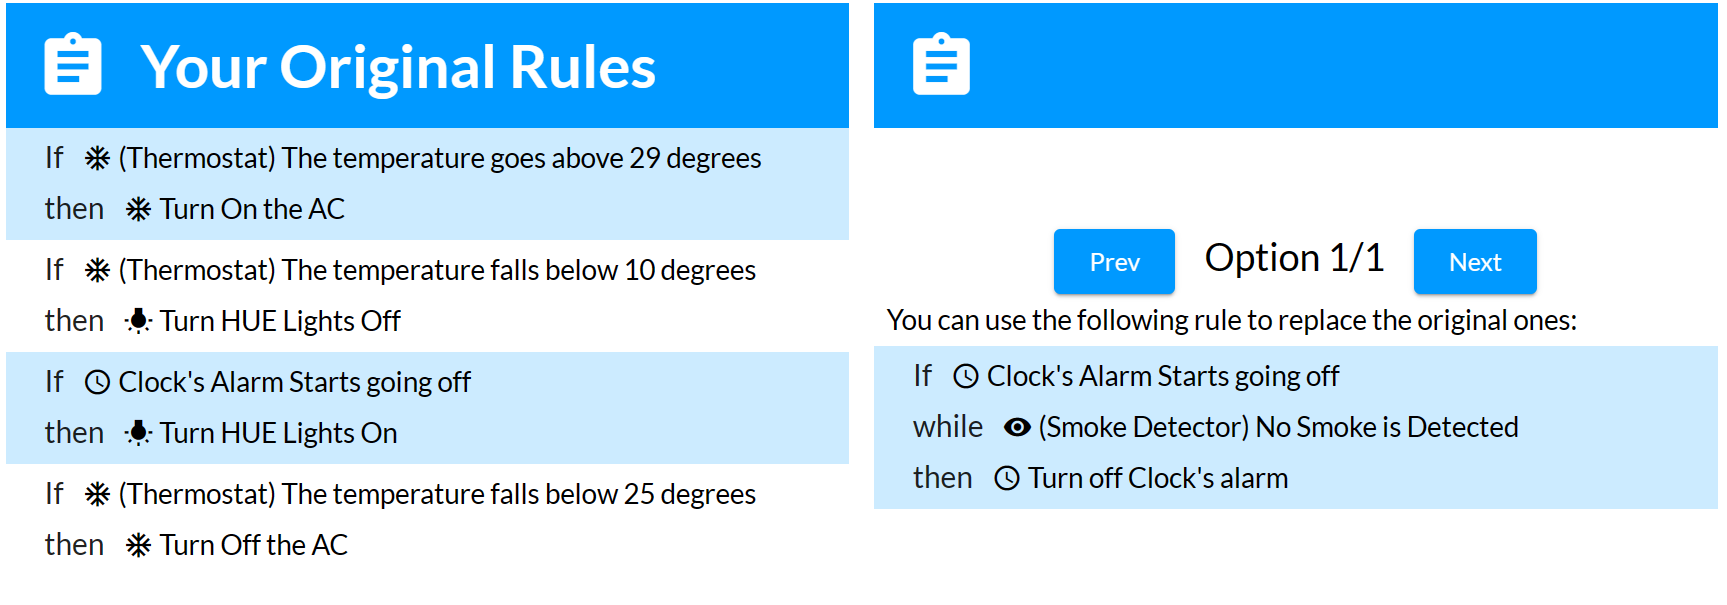 Your Original Rules
If (Thermostat) The temperature goes above 29 degrees
then Turn On the AC
If (Thermostat) The temperature falls below 10 degrees
then Turn HUE Lights Off
If Clock's Alarm Starts going off
then Turn HUE Lights On
If (Thermostat) The temperature falls below 25 degrees
then Turn Off the AC
Prev Option 1/1 Next
You can use the following rule to replace the original ones:
If Clock's Alarm Starts going off
while (Smoke Detector) No Smoke is Detected
then Turn off Clock's alarm